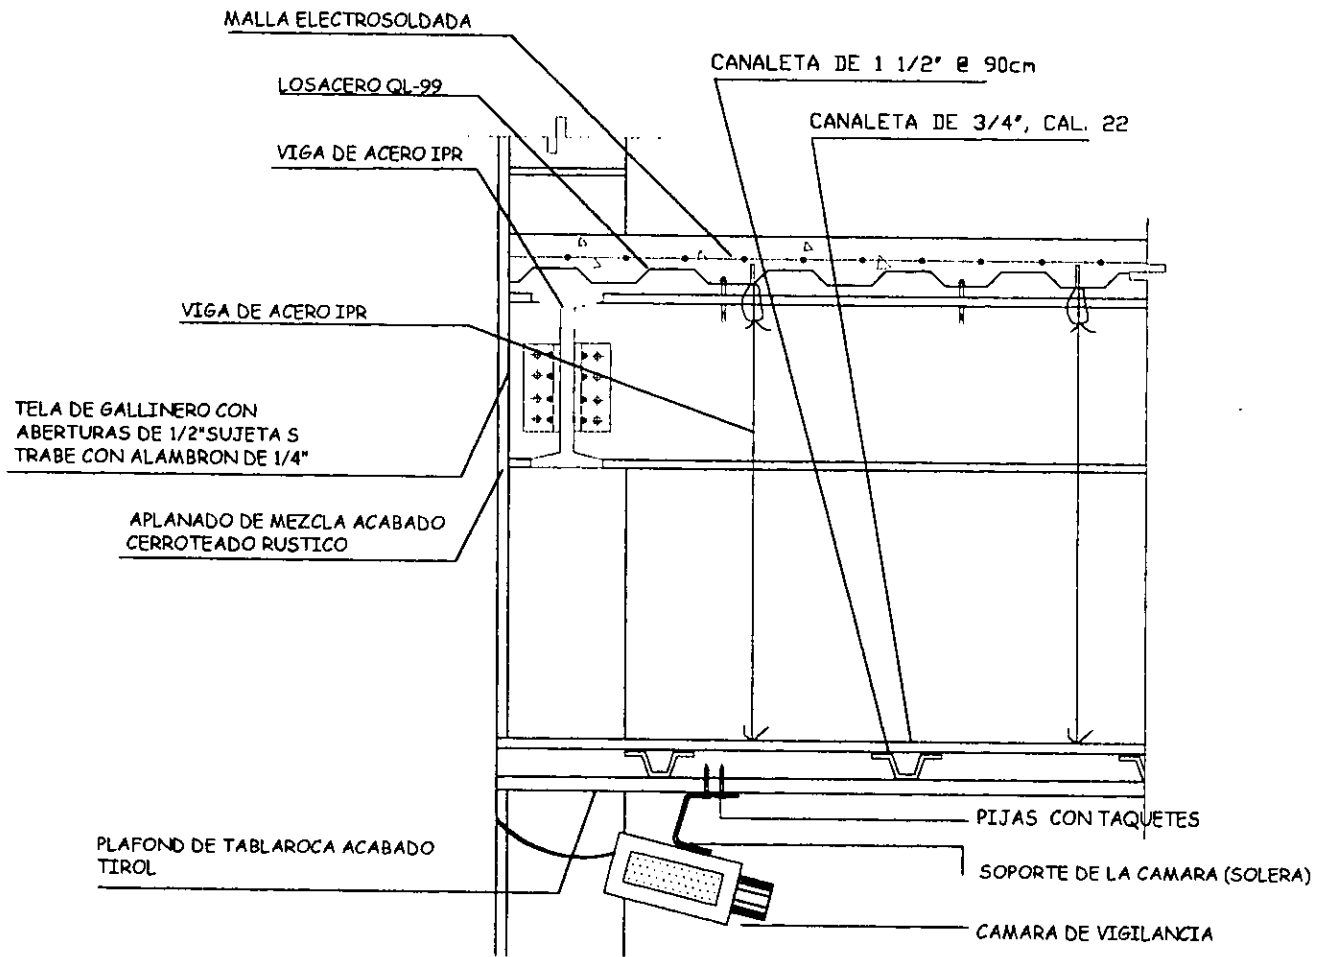 MALLA ELECTROSOLDADA
CANALETA DE 1 1/2" @ 90cm
LOSACERO QL-99
CANALETA DE 3/4", CAL. 22
VIGA DE ACERO IPR
VIGA DE ACERO IPR
TELA DE GALLINERO CON
ABERTURAS DE 1/2"SUJETA S
TRABE CON ALAMBRON DE 1/4"
APLANADO DE MEZCLA ACABADO
CERROTEADO RUSTICO
PIJAS CON TAQUETES
PLAFOND DE TABLAROCA ACABADO
TIROL
SOPORTE DE LA CAMARA (SOLERA)
CAMARA DE VIGILANCIA